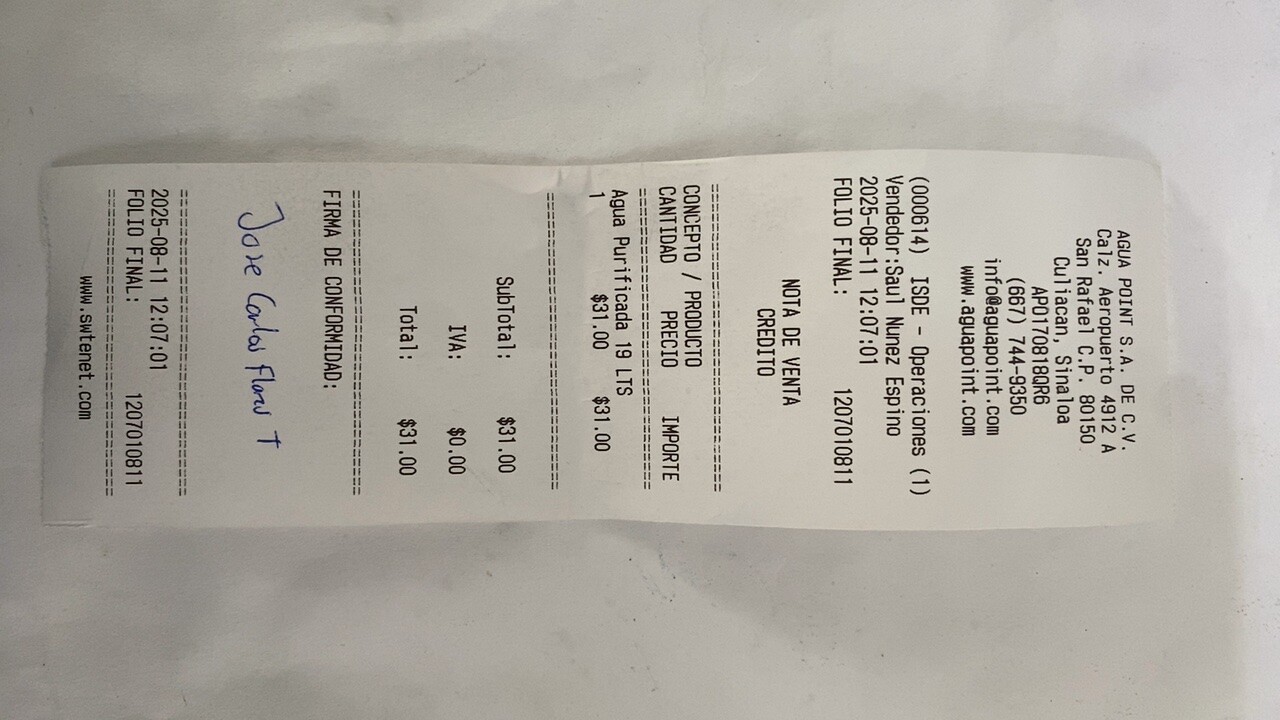 AGUA POINT S.A. DE C.V.
Calz. Aeropuerto 4912 A
San Rafael C.P. 80150
Culiacan, Sinaloa
APO170818QR6
(667) 744-9350
info@aguapoint.com
www.aguapoint.com
(000614) ISDE - Operaciones (1)
Vendedor:Saul Nunez Espino
2025-08-11 12:07:01
FOLIO FINAL: 1207010811
NOTA DE VENTA
CREDITO
================================
CONCEPTO / PRODUCTO
CANTIDAD PRECIO IMPORTE
================================
Agua Purificada 19 LTS
1 $31.00 $31.00
================================
SubTotal: $31.00
IVA: $0.00
Total: $31.00
================================
FIRMA DE CONFORMIDAD:
Jose Carlos Flores T
================================
2025-08-11 12:07:01
FOLIO FINAL: 1207010811
================================
www.swtenet.com